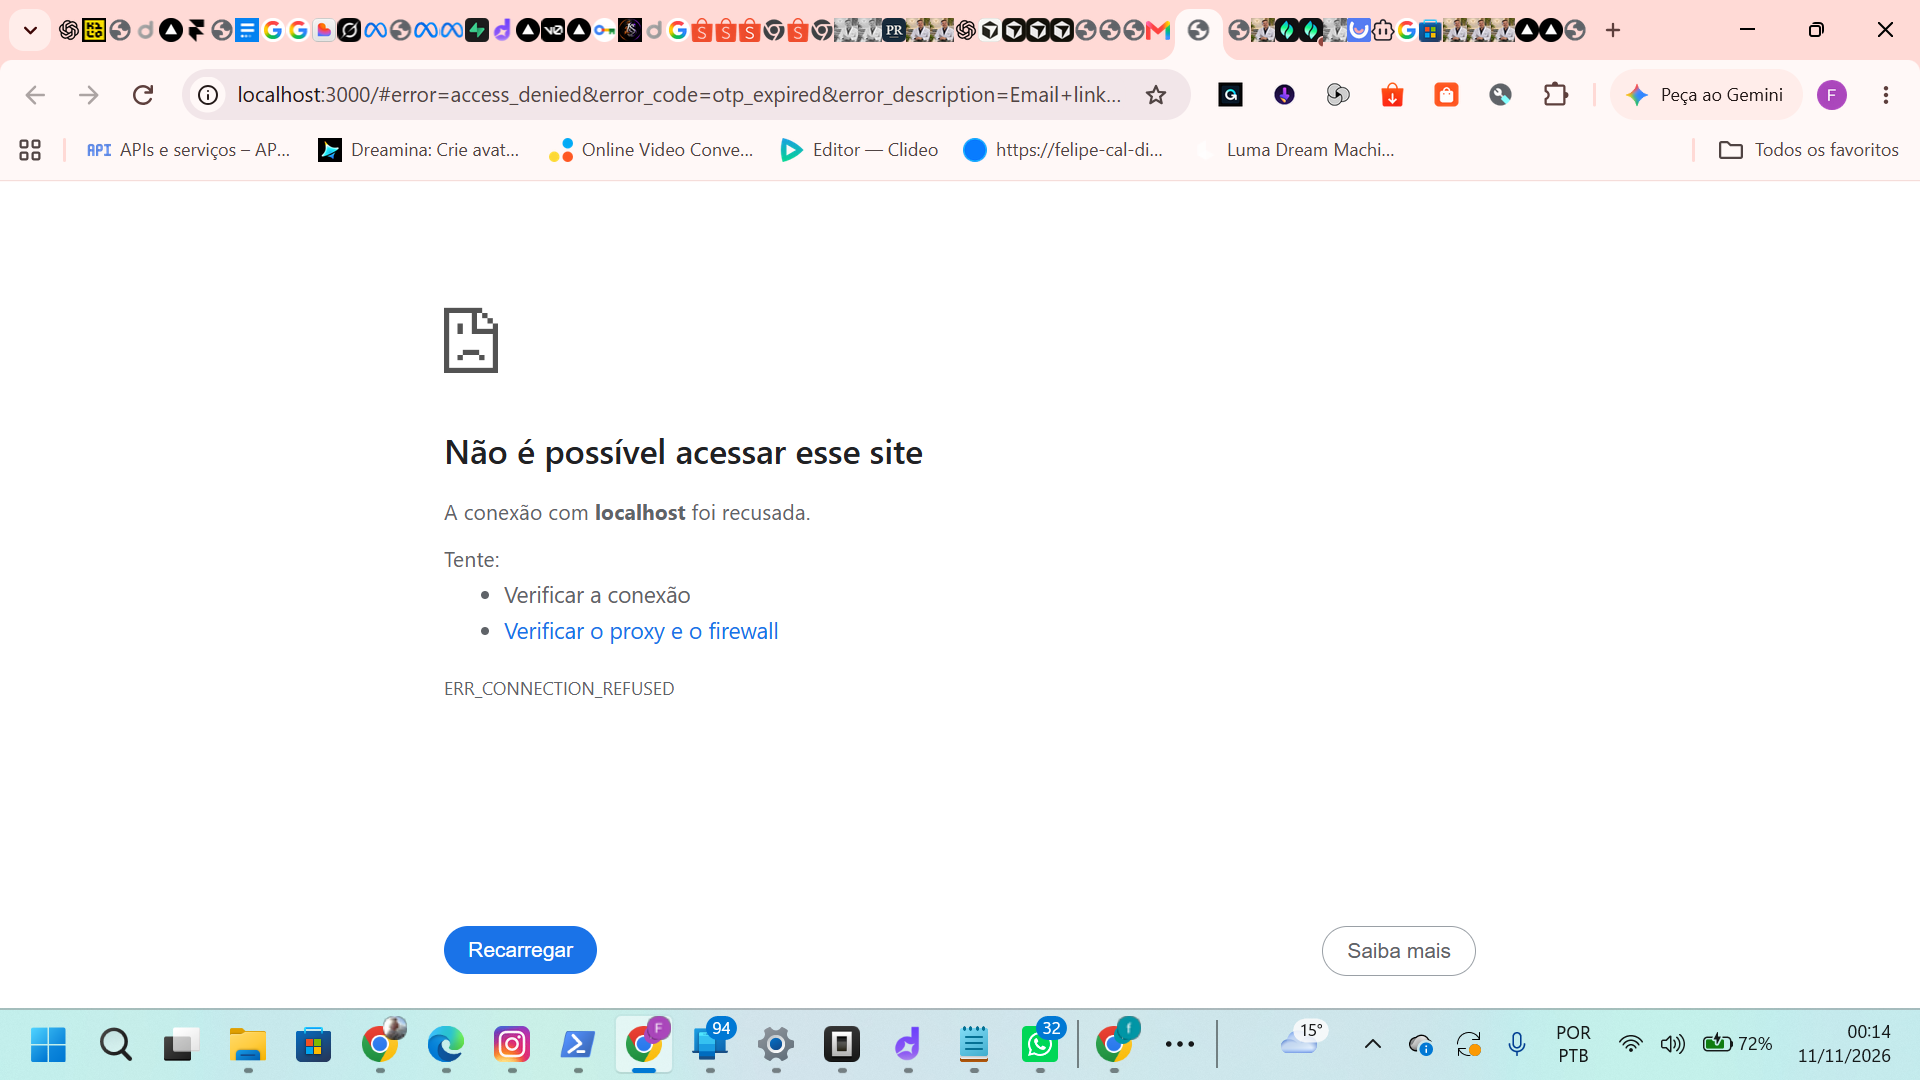 localhost:3000/#error=access_denied&error_code=otp_expired&error_description=Email+link...
Peça ao Gemini
F
API APIs e serviços – AP...
Dreamina: Crie avat...
Online Video Conve...
Editor — Clideo
https://felipe-cal-di...
Luma Dream Machi...
Todos os favoritos
Não é possível acessar esse site
A conexão com localhost foi recusada.
Tente:
Verificar a conexão
Verificar o proxy e o firewall
ERR_CONNECTION_REFUSED
Recarregar
Saiba mais
F
94
32
f
15°
POR
PTB
72%
00:14
11/11/2026